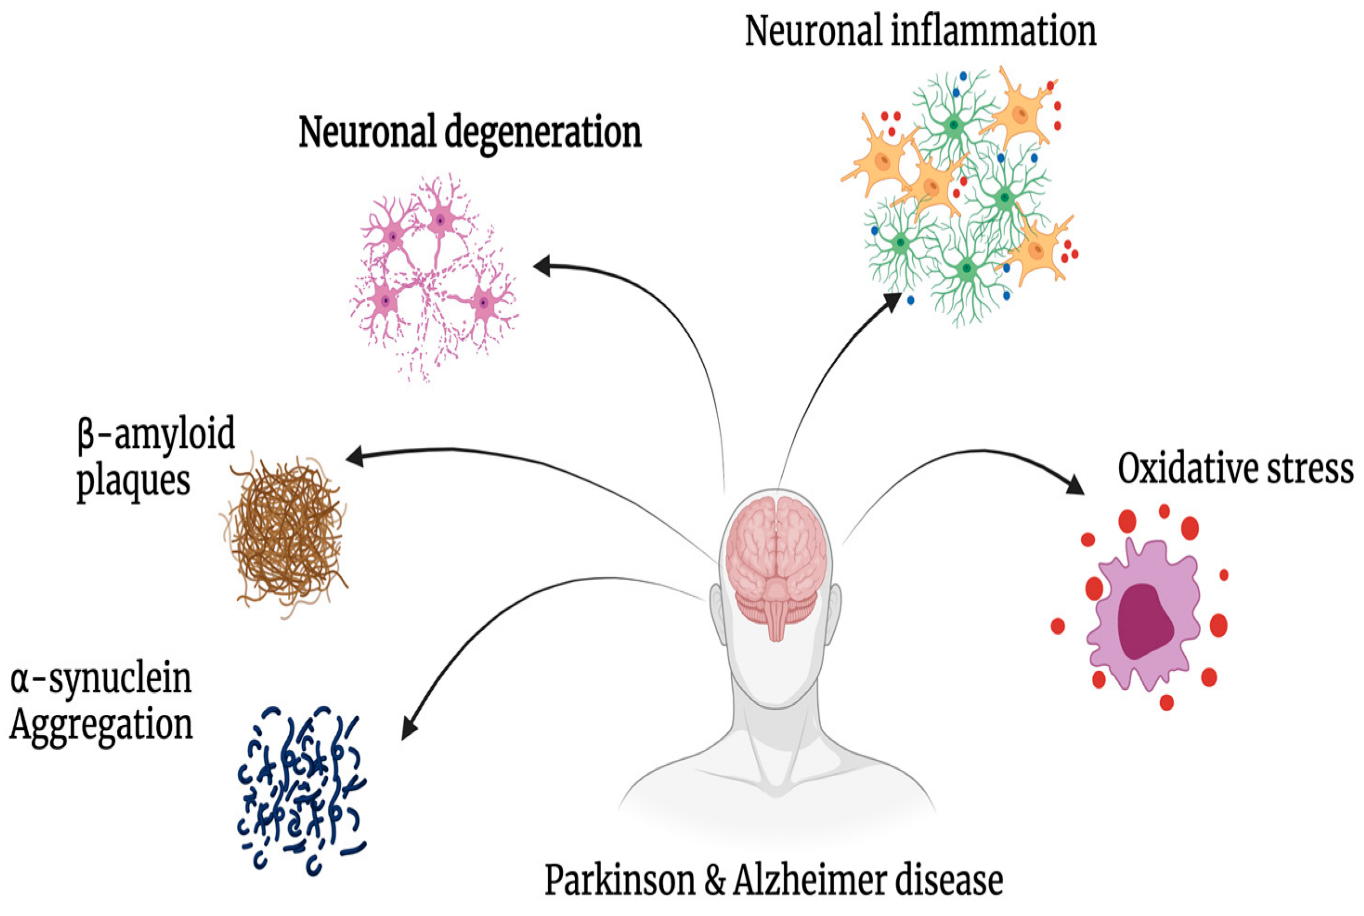 Neuronal inflammation
Neuronal degeneration
β-amyloid
plaques
Oxidative stress
α-synuclein
Aggregation
Parkinson & Alzheimer disease